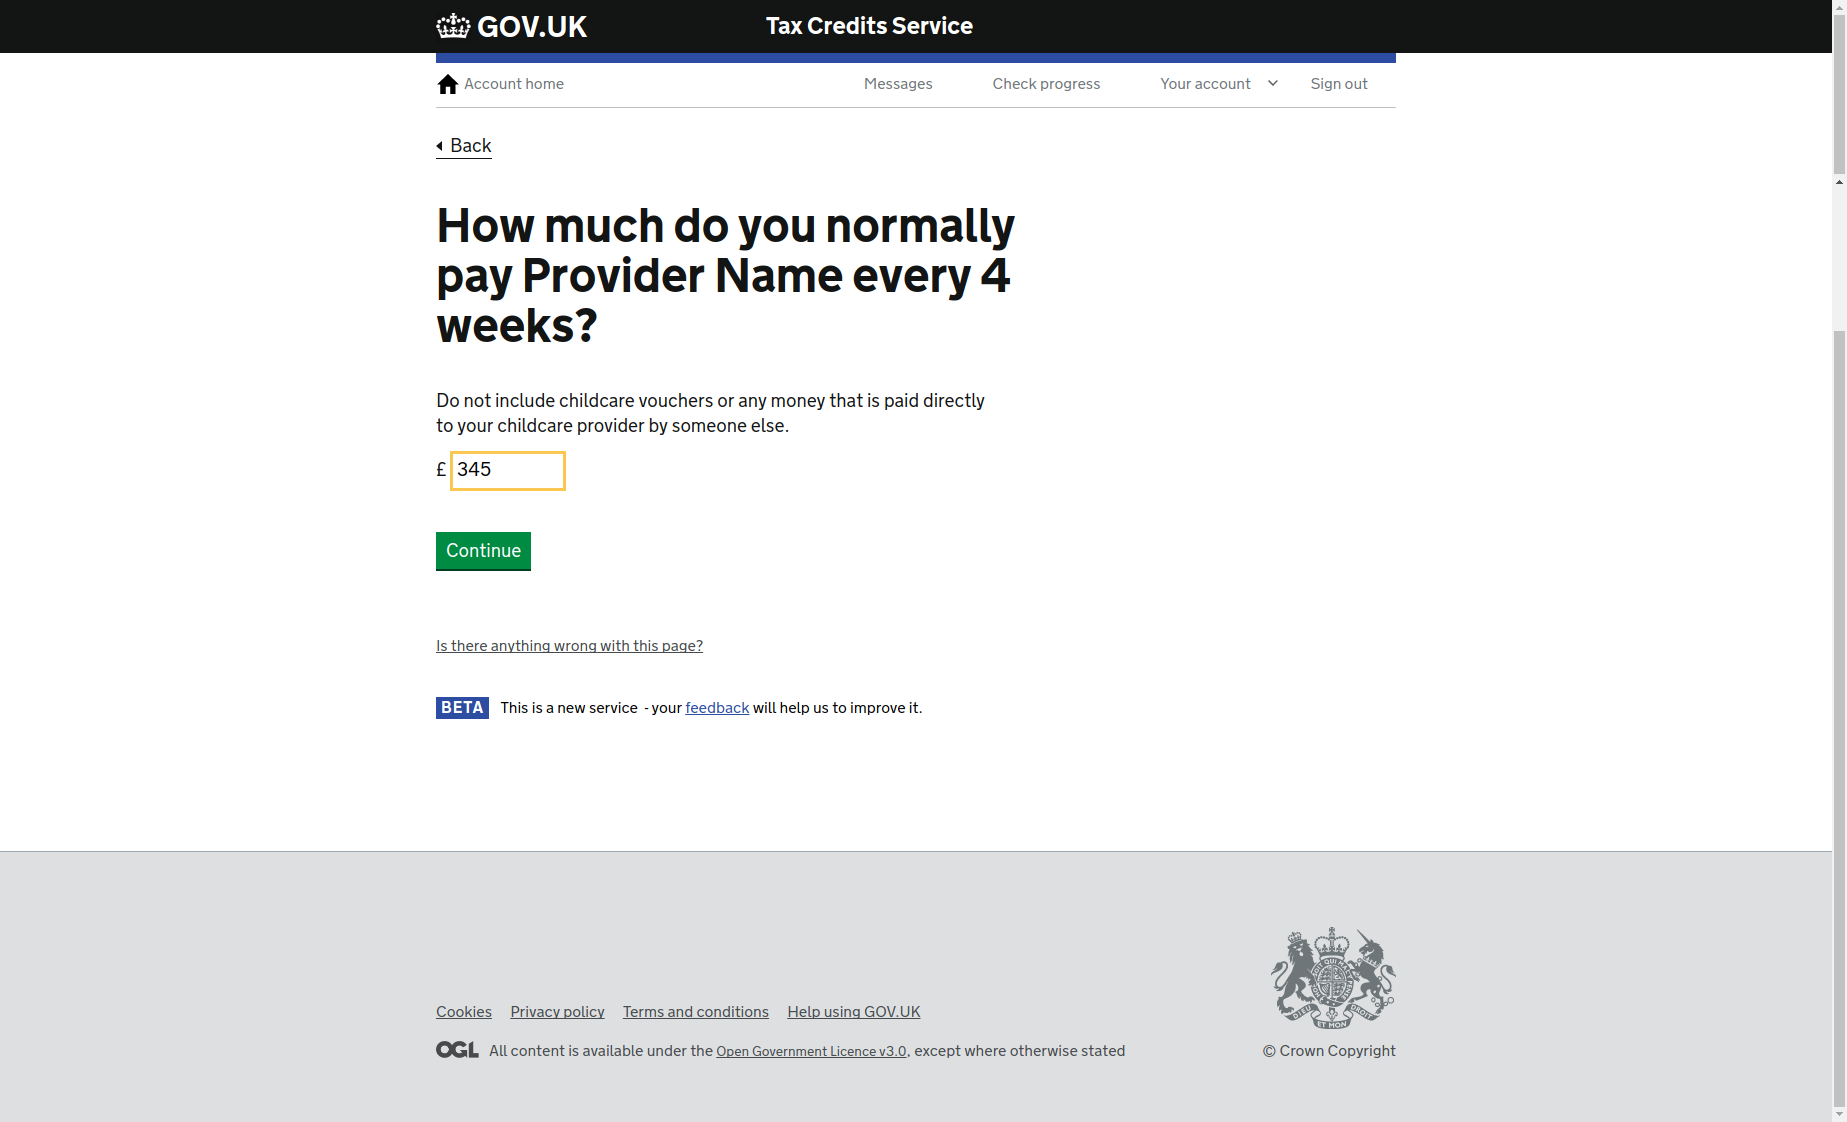 GOV.UK
Tax Credits Service
Account home
Messages
Check progress
Your account
Sign out
Back
How much do you normally
pay Provider Name every 4
weeks?
Do not include childcare vouchers or any money that is paid directly
to your childcare provider by someone else.
£ 345
Continue
Is there anything wrong with this page?
BETA This is a new service - your feedback will help us to improve it.
Cookies Privacy policy Terms and conditions Help using GOV.UK
OGL All content is available under the Open Government Licence v3.0, except where otherwise stated
© Crown Copyright